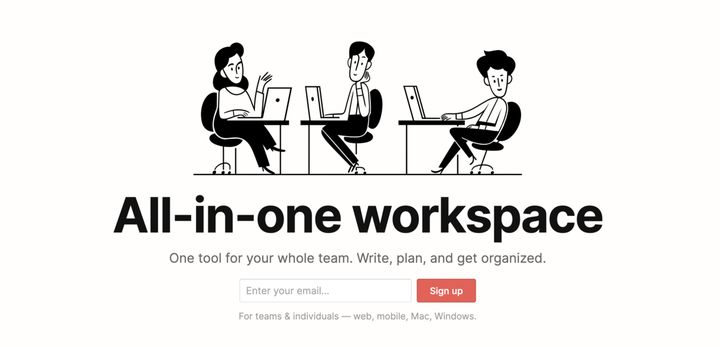 All-in-one workspace
One tool for your whole team. Write, plan, and get organized.
Enter your email...
Sign up
For teams & individuals — web, mobile, Mac, Windows.